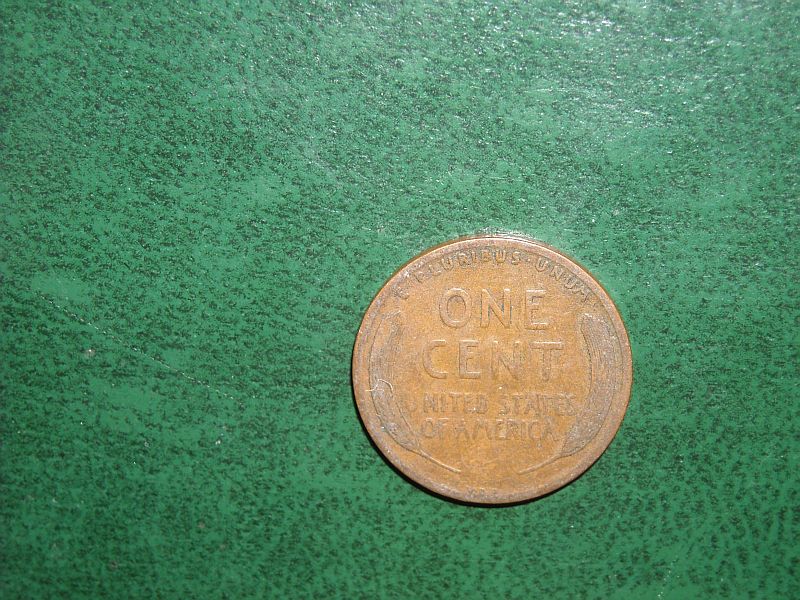 E·PLURIBUS·UNUM
ONE
CENT
UNITED STATES
OF AMERICA